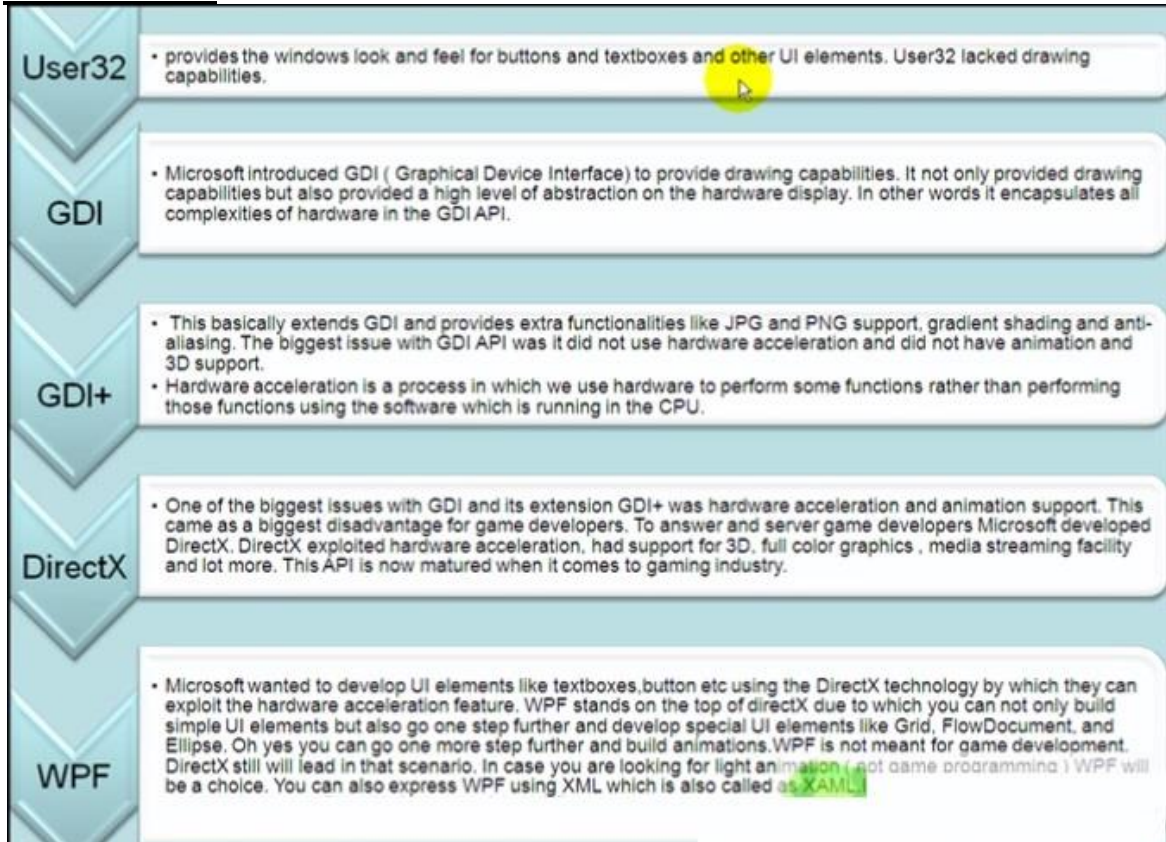 User32
• provides the windows look and feel for buttons and textboxes and other UI elements. User32 lacked drawing
capabilities.
GDI
• Microsoft introduced GDI ( Graphical Device Interface) to provide drawing capabilities. It not only provided drawing
capabilities but also provided a high level of abstraction on the hardware display. In other words it encapsulates all
complexities of hardware in the GDI API.
GDI+
• This basically extends GDI and provides extra functionalities like JPG and PNG support, gradient shading and anti-
aliasing. The biggest issue with GDI API was it did not use hardware acceleration and did not have animation and
3D support.
• Hardware acceleration is a process in which we use hardware to perform some functions rather than performing
those functions using the software which is running in the CPU.
DirectX
• One of the biggest issues with GDI and its extension GDI+ was hardware acceleration and animation support. This
came as a biggest disadvantage for game developers. To answer and server game developers Microsoft developed
DirectX. DirectX exploited hardware acceleration, had support for 3D, full color graphics , media streaming facility
and lot more. This API is now matured when it comes to gaming industry.
WPF
• Microsoft wanted to develop UI elements like textboxes,button etc using the DirectX technology by which they can
exploit the hardware acceleration feature. WPF stands on the top of directX due to which you can not only build
simple UI elements but also go one step further and develop special UI elements like Grid, FlowDocument, and
Ellipse. Oh yes you can go one more step further and build animations.WPF is not meant for game development.
DirectX still will lead in that scenario. In case you are looking for light animation ( not game programming ) WPF will
be a choice. You can also express WPF using XML which is also called as XAML.